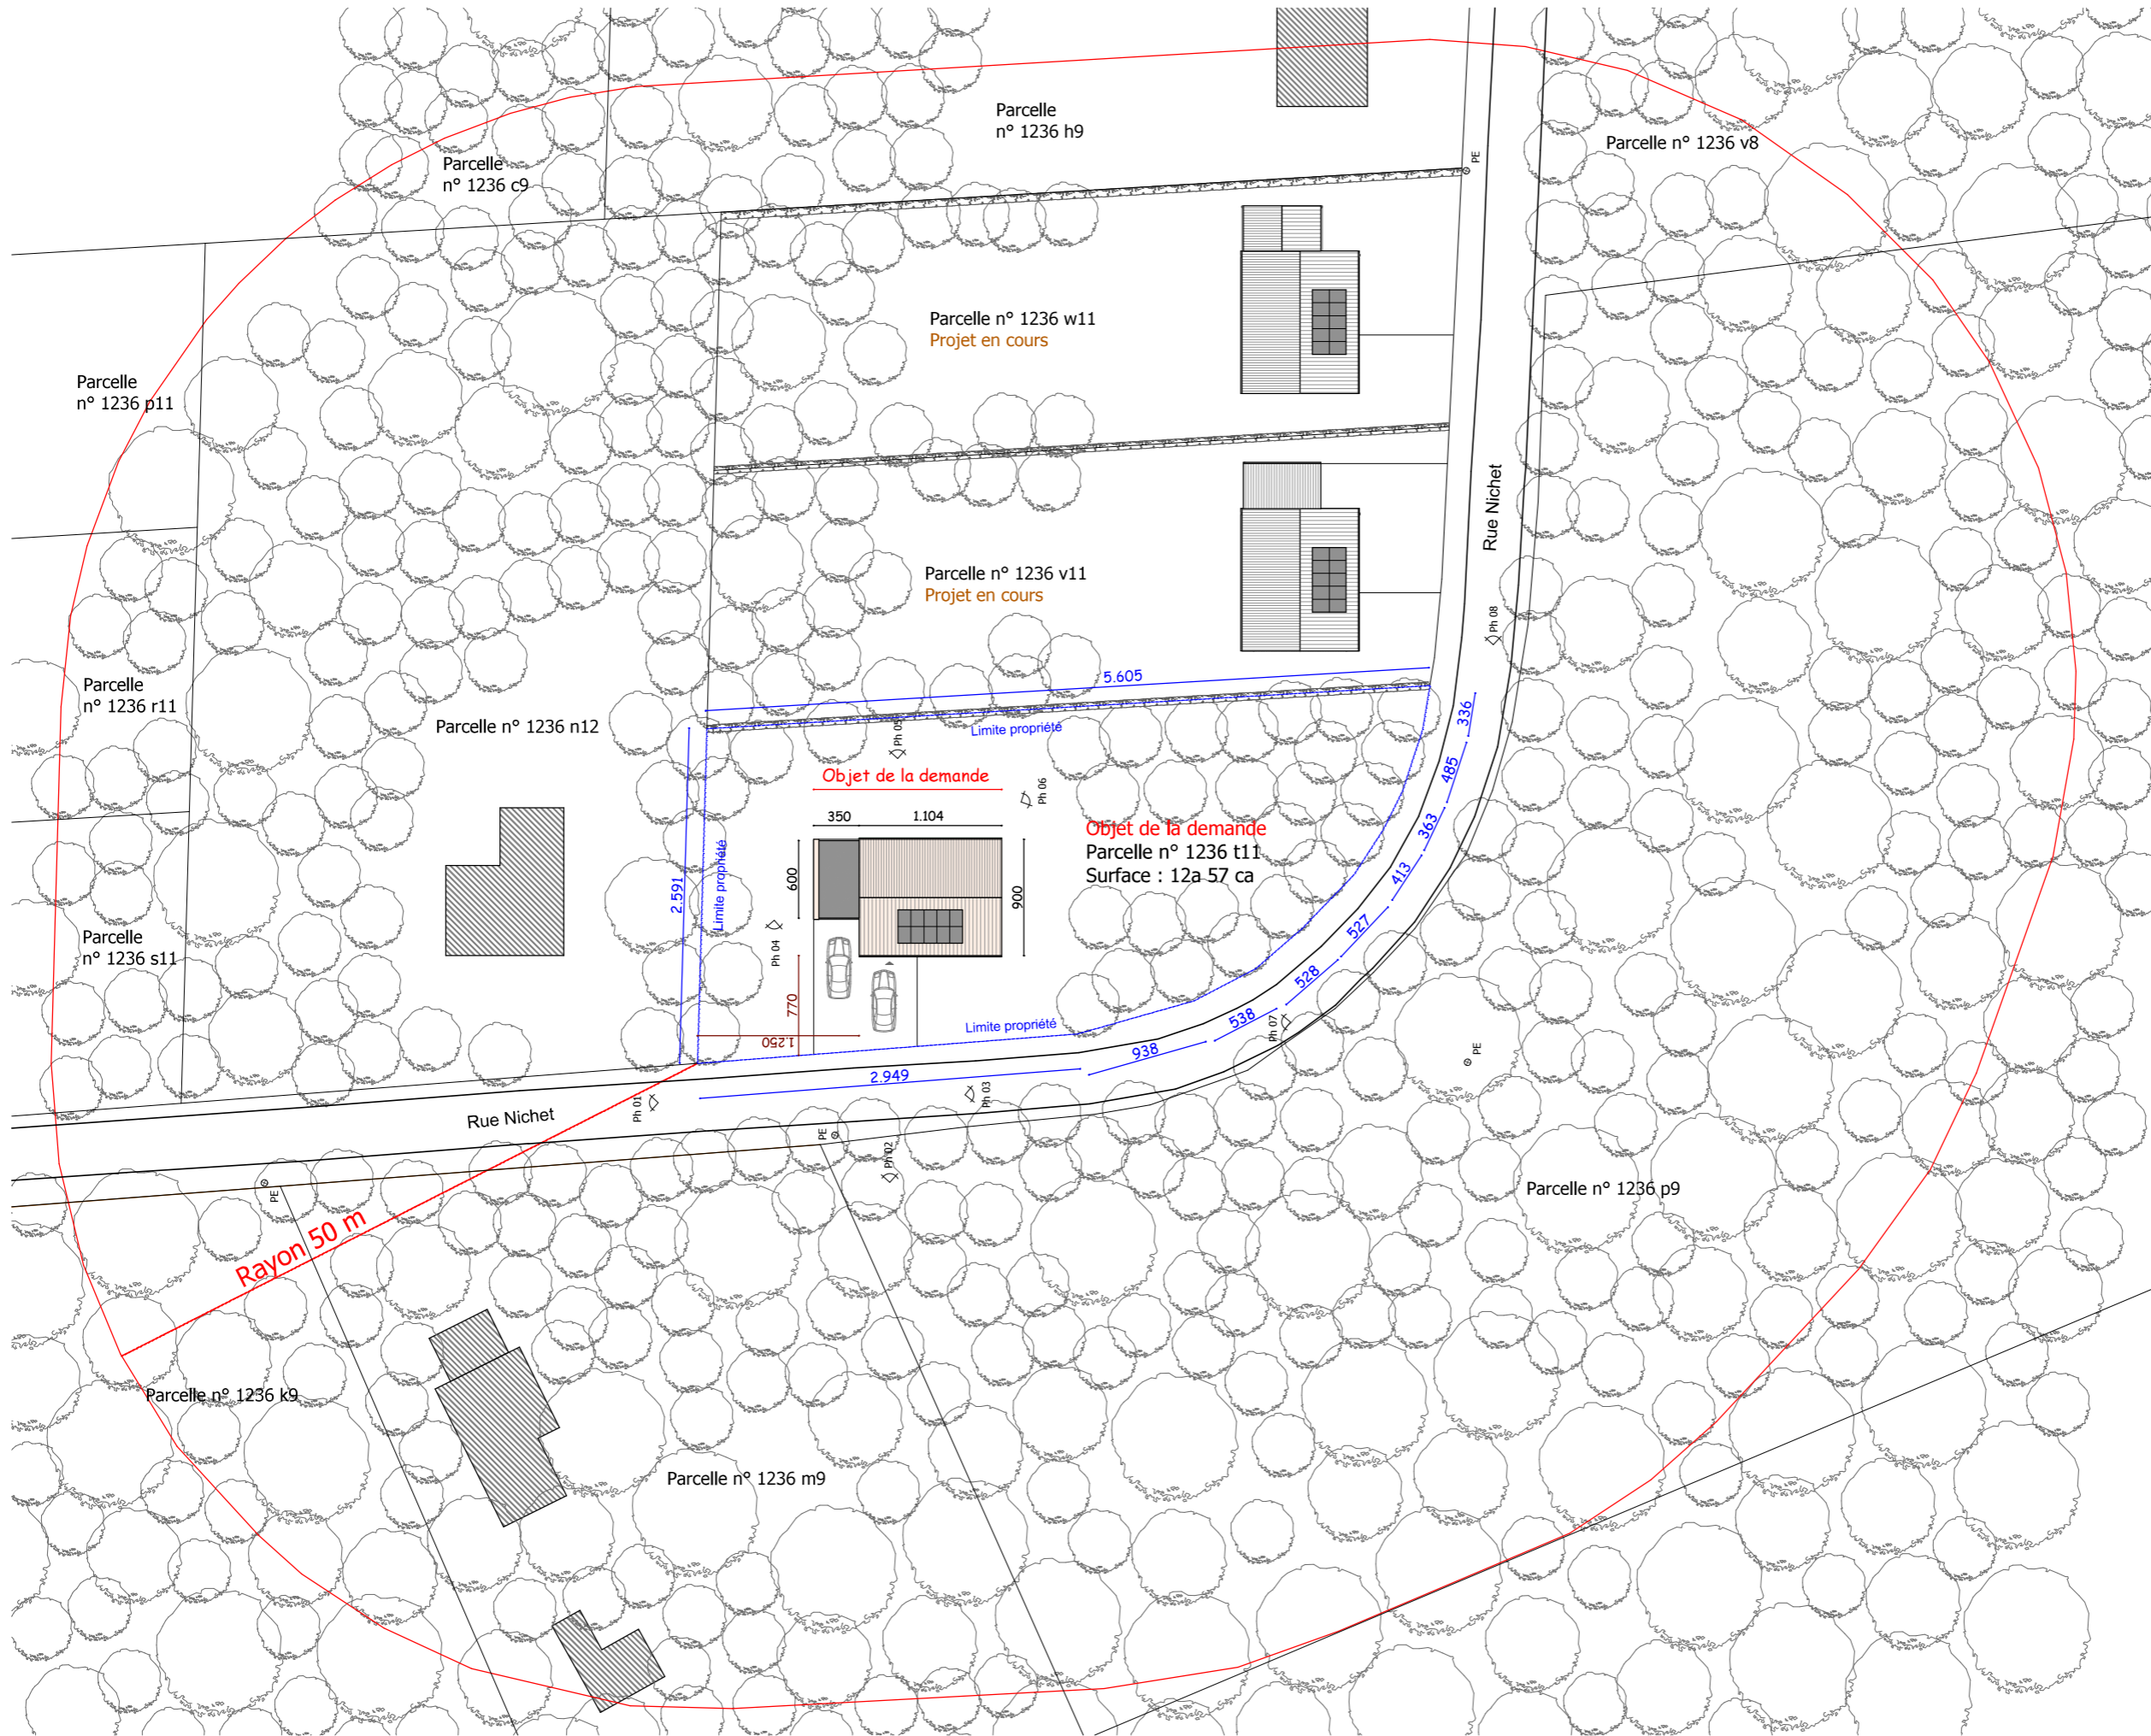 Parcelle
n° 1236 h9
Parcelle n° 1236 v8
Parcelle
n° 1236 c9
PE
Parcelle n° 1236 w11
Projet en cours
Parcelle
n° 1236 p11
Rue Nichet
Parcelle n° 1236 v11
Projet en cours
Ph 08
5.605
Parcelle
n° 1236 r11
Parcelle n° 1236 n12
Limite propriété
336
Ph 05
Objet de la demande
485
Ph 06
350
1.104
Objet de la demande
Parcelle n° 1236 t11
Surface : 12a 57 ca
363
413
600
900
2.591
Limite propriété
527
Parcelle
n° 1236 s11
Ph 04
528
770
1.250
Limite propriété
538
Ph 07
938
PE
2.949
Ph 01
Ph 03
Rue Nichet
PE
Ph 02
PE
Parcelle n° 1236 p9
Rayon 50 m
Parcelle n° 1236 k9
Parcelle n° 1236 m9